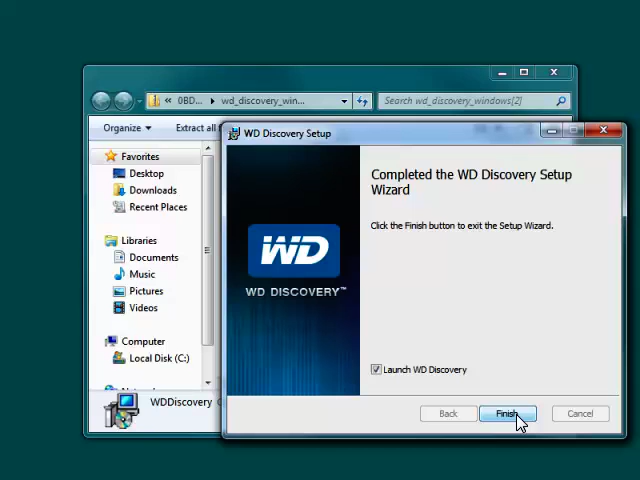 0BD... wd_discovery_win...
Search wd_discovery_windows[2]
Organize
Extract all
WD Discovery Setup
Favorites
Desktop
Downloads
Recent Places
Libraries
Documents
Music
Pictures
Videos
Computer
Local Disk (C:)
WDDiscovery
Completed the WD Discovery Setup
Wizard
Click the Finish button to exit the Setup Wizard.
WD
WD DISCOVERY™
Launch WD Discovery
Back
Finish
Cancel